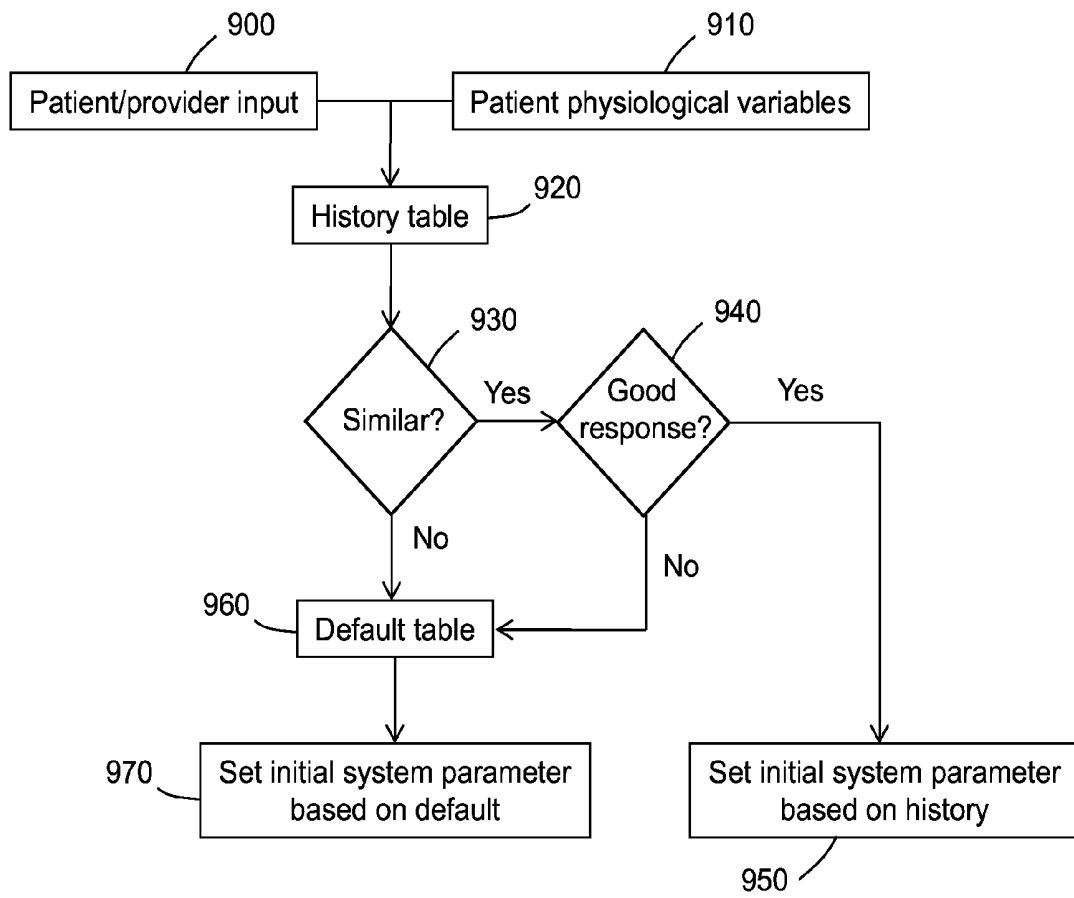 900
910
Patient/provider input
Patient physiological variables
920
History table
930
940
Similar?
Yes
Good
response?
Yes
No
No
960
Default table
970
Set initial system parameter
based on default
Set initial system parameter
based on history
950